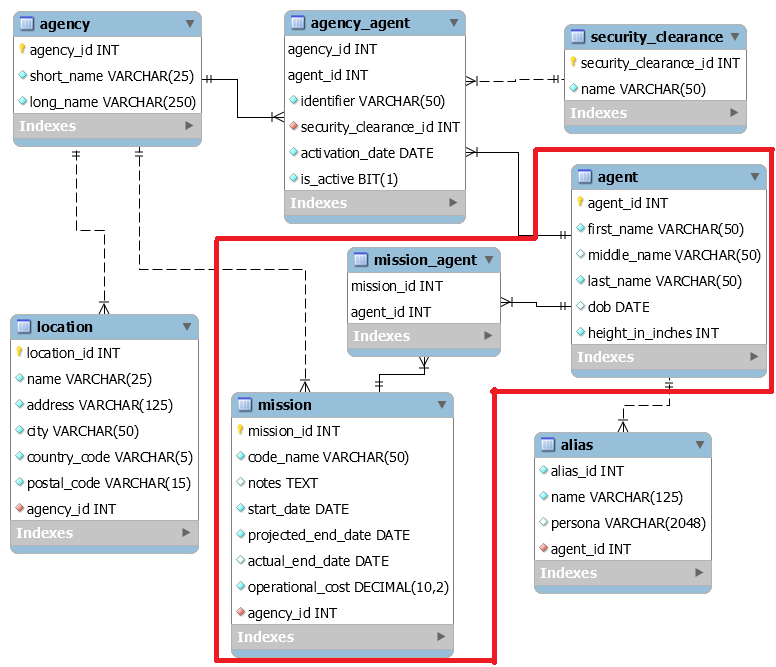 agency
agency_id INT
short_name VARCHAR(25)
long_name VARCHAR(250)
Indexes
agency_agent
agency_id INT
agent_id INT
identifier VARCHAR(50)
security_clearance_id INT
activation_date DATE
is_active BIT(1)
Indexes
security_clearance
security_clearance_id INT
name VARCHAR(50)
Indexes
agent
agent_id INT
first_name VARCHAR(50)
middle_name VARCHAR(50)
last_name VARCHAR(50)
dob DATE
height_in_inches INT
Indexes
mission_agent
mission_id INT
agent_id INT
Indexes
location
location_id INT
name VARCHAR(25)
address VARCHAR(125)
city VARCHAR(50)
country_code VARCHAR(5)
postal_code VARCHAR(15)
agency_id INT
Indexes
mission
mission_id INT
code_name VARCHAR(50)
notes TEXT
start_date DATE
projected_end_date DATE
actual_end_date DATE
operational_cost DECIMAL(10,2)
agency_id INT
Indexes
alias
alias_id INT
name VARCHAR(125)
persona VARCHAR(2048)
agent_id INT
Indexes